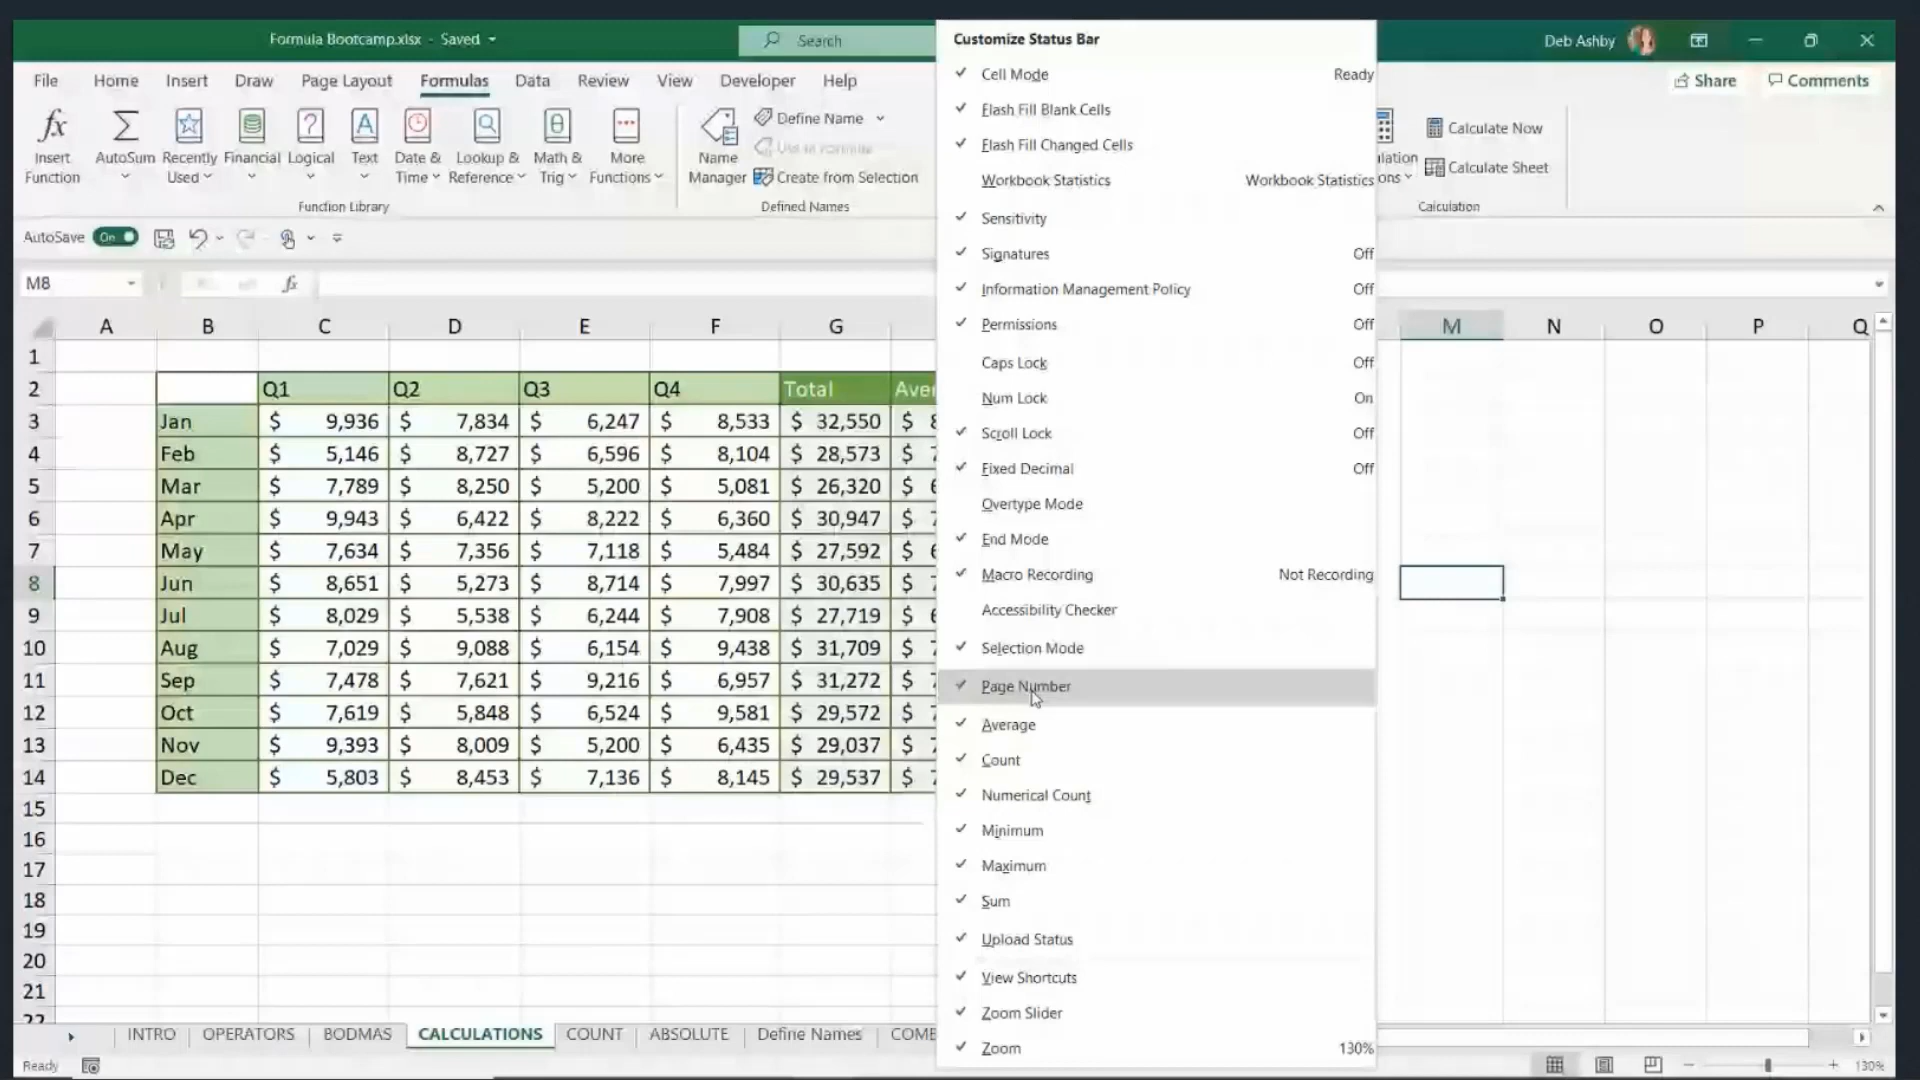 Formula Bootcamp.xlsx - Saved
Search
Deb Ashby
File Home Insert Draw Page Layout Formulas Data Review View Developer Help
Share Comments
Insert Function
AutoSum
Recently Used
Financial
Logical
Text
Date & Time
Lookup & Reference
Math & Trig
More Functions
Function Library
Name Manager
Define Name
Use in Formula
Create from Selection
Defined Names
Calculate Now
Calculate Sheet
Calculation
AutoSave On
M8
fx
A B C D E F G M N O P Q
1
2 Q1 Q2 Q3 Q4 Total
3 Jan $ 9,936 $ 7,834 $ 6,247 $ 8,533 $ 32,550 $
4 Feb $ 5,146 $ 8,727 $ 6,596 $ 8,104 $ 28,573 $
5 Mar $ 7,789 $ 8,250 $ 5,200 $ 5,081 $ 26,320 $
6 Apr $ 9,943 $ 6,422 $ 8,222 $ 6,360 $ 30,947 $
7 May $ 7,634 $ 7,356 $ 7,118 $ 5,484 $ 27,592 $
8 Jun $ 8,651 $ 5,273 $ 8,714 $ 7,997 $ 30,635 $
9 Jul $ 8,029 $ 5,538 $ 6,244 $ 7,908 $ 27,719 $
10 Aug $ 7,029 $ 9,088 $ 6,154 $ 9,438 $ 31,709 $
11 Sep $ 7,478 $ 7,621 $ 9,216 $ 6,957 $ 31,272 $
12 Oct $ 7,619 $ 5,848 $ 6,524 $ 9,581 $ 29,572 $
13 Nov $ 9,393 $ 8,009 $ 5,200 $ 6,435 $ 29,037 $
14 Dec $ 5,803 $ 8,453 $ 7,136 $ 8,145 $ 29,537 $
15
16
17
18
19
20
21
22
Customize Status Bar
Cell Mode Ready
Flash Fill Blank Cells
Flash Fill Changed Cells
Workbook Statistics Workbook Statistics
Sensitivity
Signatures Off
Information Management Policy Off
Permissions Off
Caps Lock Off
Num Lock On
Scroll Lock Off
Fixed Decimal Off
Overtype Mode
End Mode
Macro Recording Not Recording
Accessibility Checker
Selection Mode
Page Number
Average
Count
Numerical Count
Minimum
Maximum
Sum
Upload Status
View Shortcuts
Zoom Slider
Zoom 130%
INTRO OPERATORS BODMAS CALCULATIONS COUNT ABSOLUTE Define Names COMB
Ready
130%